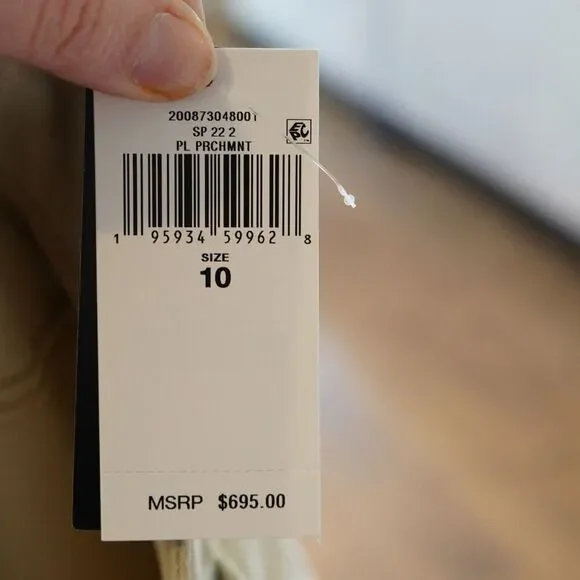 200873048001
SP 22 2
PL PRCHMNT
1 95934 59962 8
SIZE
10
MSRP $695.00